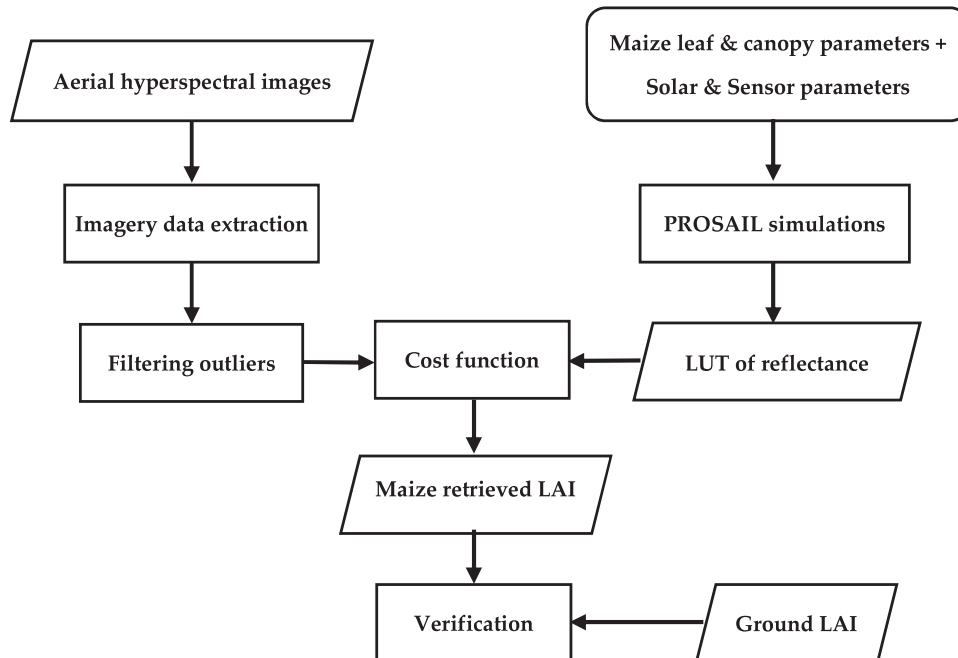 Aerial hyperspectral images
Maize leaf & canopy parameters +
Solar & Sensor parameters
Imagery data extraction
PROSAIL simulations
Filtering outliers
Cost function
LUT of reflectance
Maize retrieved LAI
Verification
Ground LAI